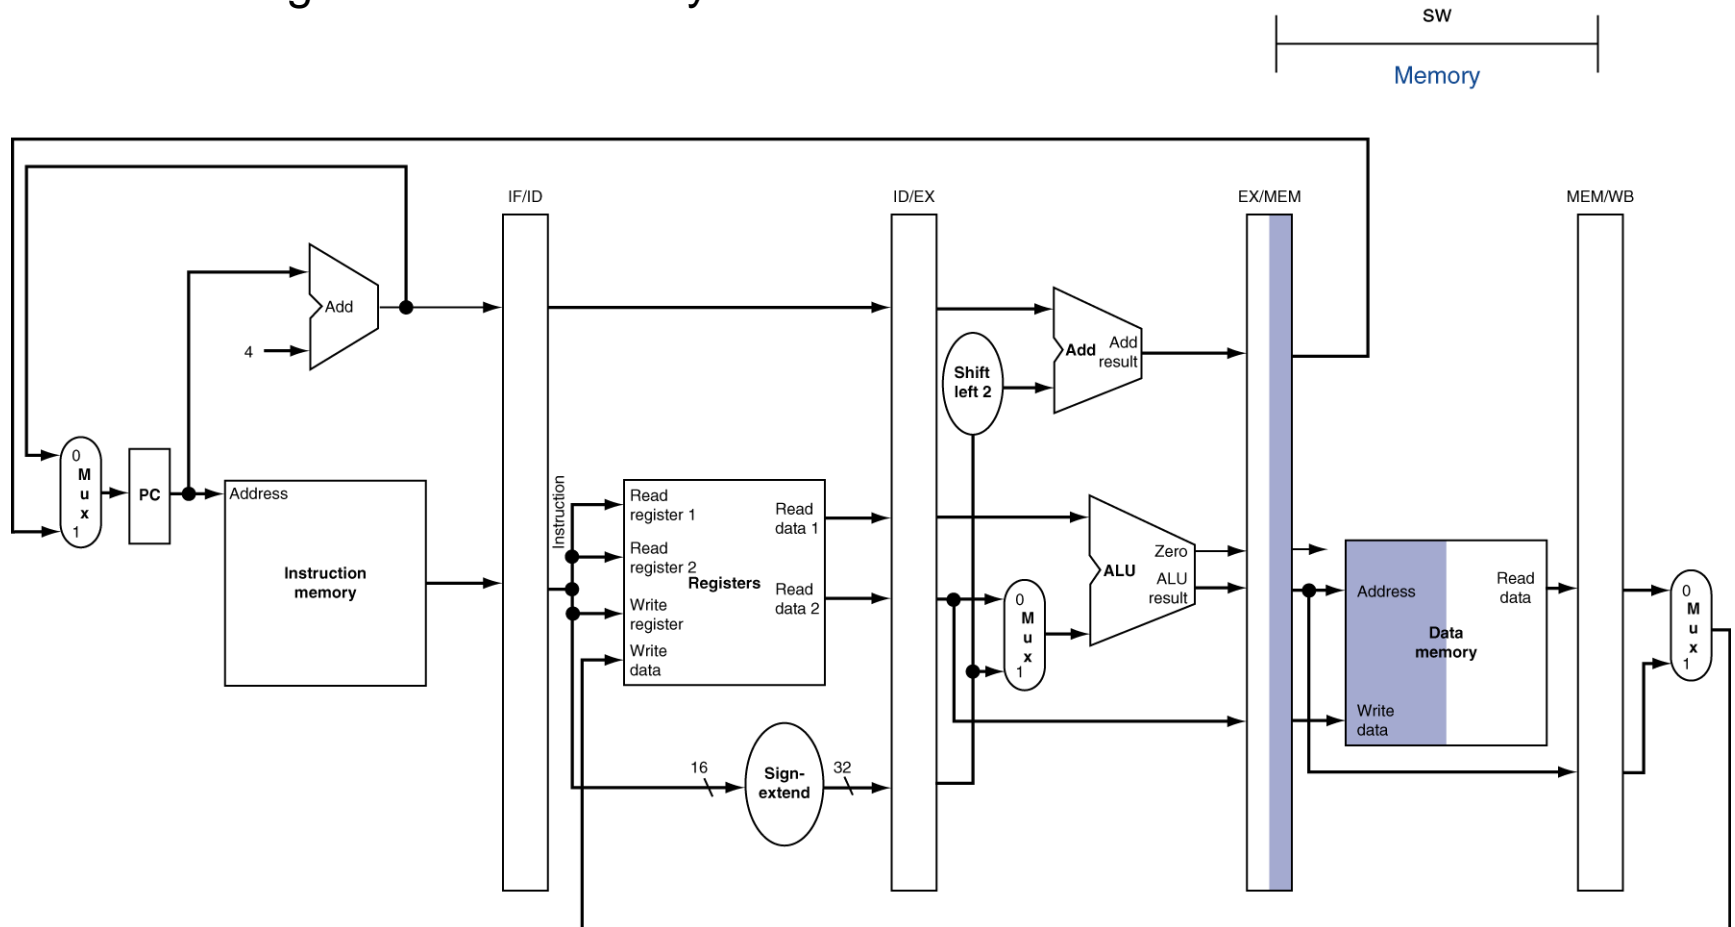 sw
Memory
IF/ID
ID/EX
EX/MEM
MEM/WB
Add
4
Add
Add
result
Shift
left 2
0
M
u
x
1
PC
Address
Instruction
memory
Instruction
Read
register 1
Read
register 2
Registers
Write
register
Write
data
Read
data 1
Read
data 2
16
Sign-
extend
32
0
M
u
x
1
Zero
ALU
ALU
result
Address
Read
data
Data
memory
Write
data
0
M
u
x
1